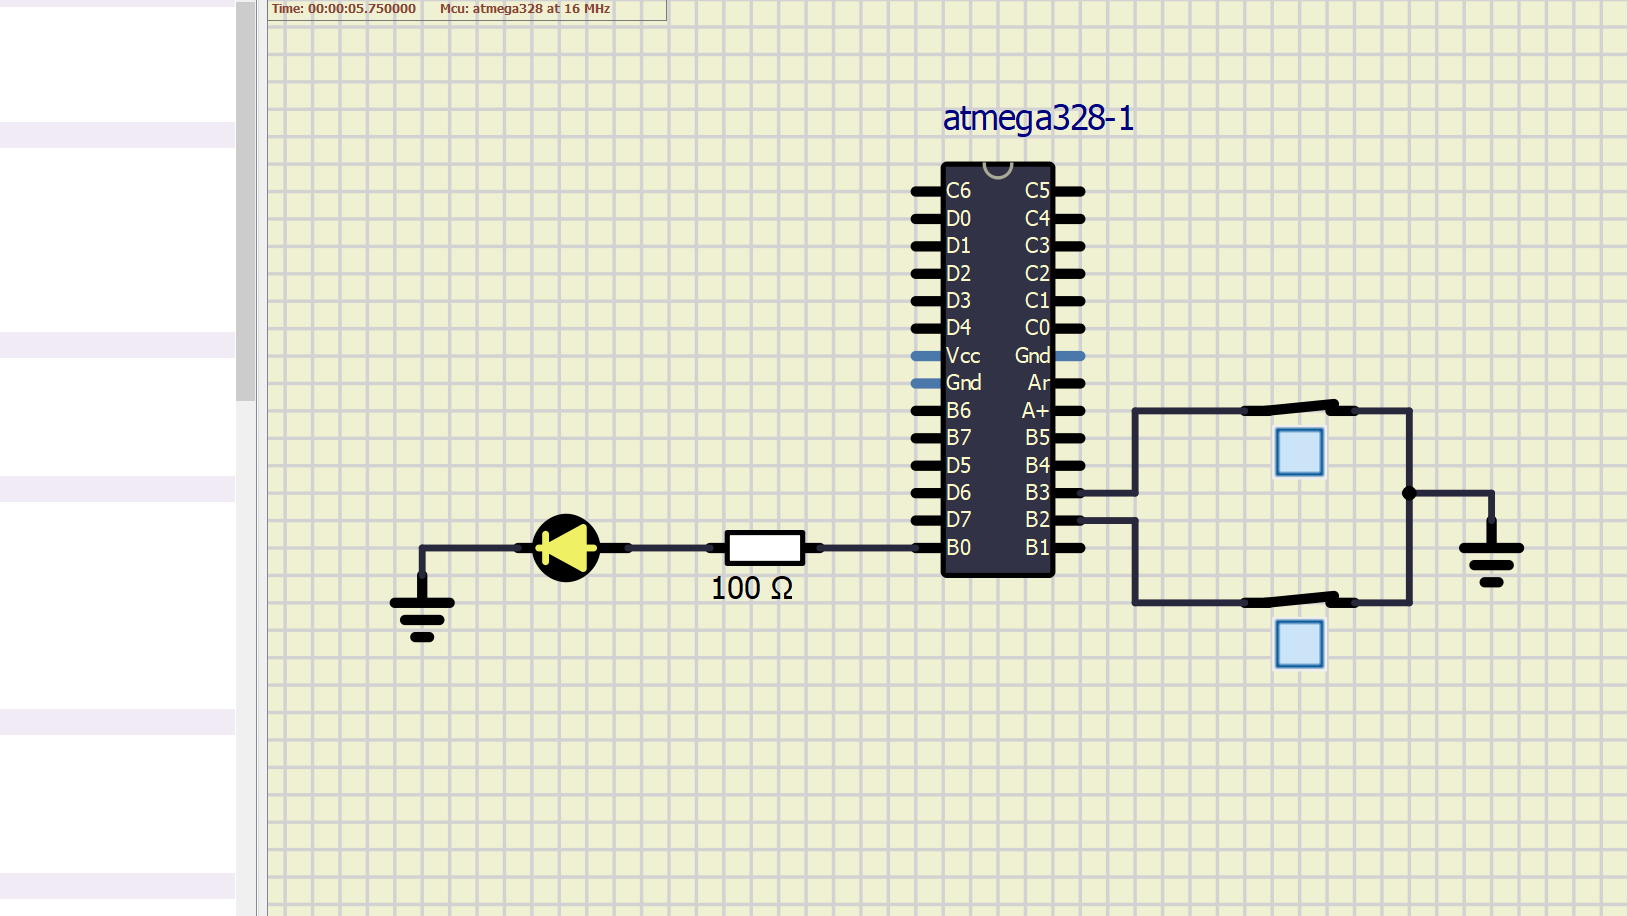 Time: 00:00:05.750000 Mcu: atmega328 at 16 MHz
atmega328-1
C6 C5
D0 C4
D1 C3
D2 C2
D3 C1
D4 C0
Vcc Gnd
Gnd Ar
B6 A+
B7 B5
D5 B4
D6 B3
D7 B2
B0 B1
100 Ω